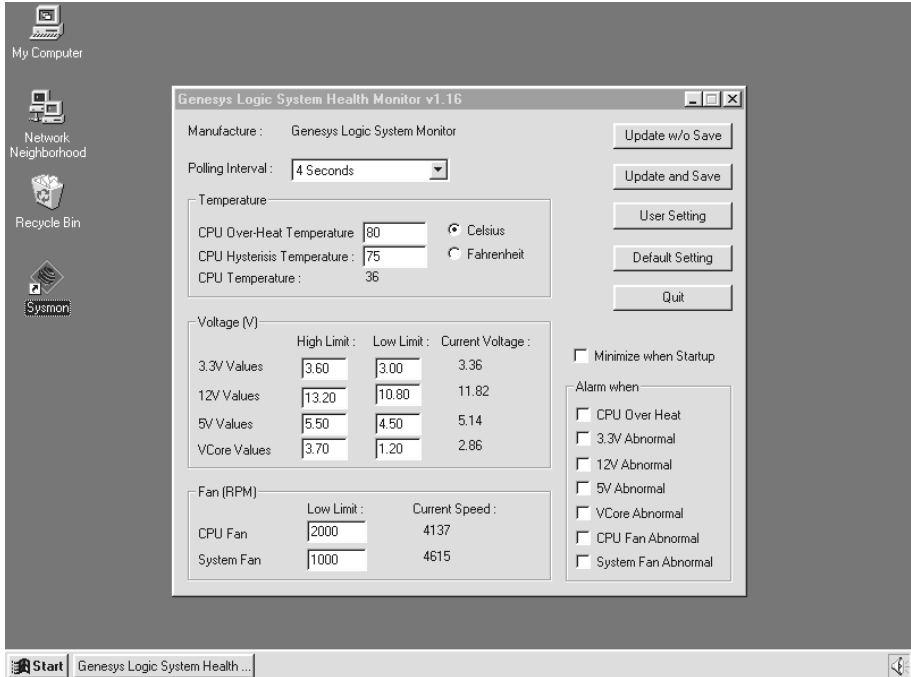 My Computer
Network
Neighborhood
Recycle Bin
Sysmon
Genesys Logic System Health Monitor v1.16
Manufacture : Genesys Logic System Monitor
Polling Interval : 4 Seconds
Temperature
CPU Over-Heat Temperature 80 Celsius
CPU Hysterisis Temperature : 75 Fahrenheit
CPU Temperature : 36
Voltage (V)
High Limit : Low Limit : Current Voltage :
3.3V Values 3.60 3.00 3.36
12V Values 13.20 10.80 11.82
5V Values 5.50 4.50 5.14
VCore Values 3.70 1.20 2.86
Fan (RPM)
Low Limit : Current Speed :
CPU Fan 2000 4137
System Fan 1000 4615
Update w/o Save
Update and Save
User Setting
Default Setting
Quit
Minimize when Startup
Alarm when
CPU Over Heat
3.3V Abnormal
12V Abnormal
5V Abnormal
VCore Abnormal
CPU Fan Abnormal
System Fan Abnormal
Start Genesys Logic System Health ...